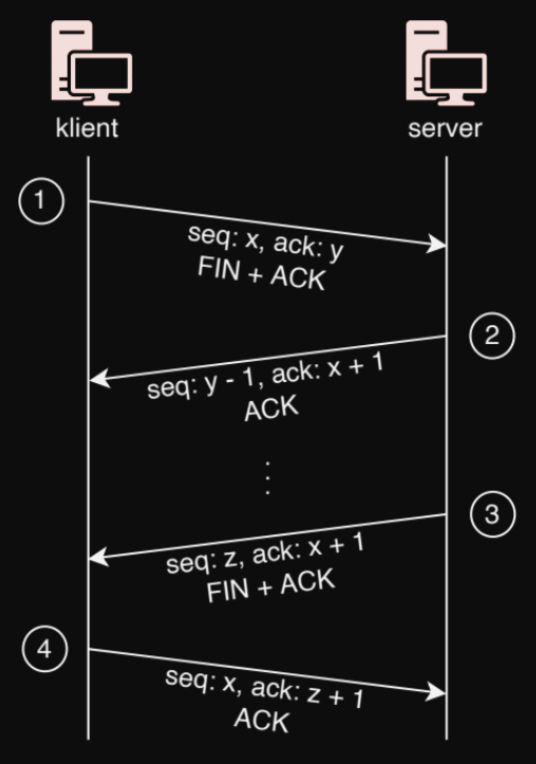 klient
server
1
seq: x, ack: y
FIN + ACK
2
seq: y - 1, ack: x + 1
ACK
3
seq: z, ack: x + 1
FIN + ACK
4
seq: x, ack: z + 1
ACK